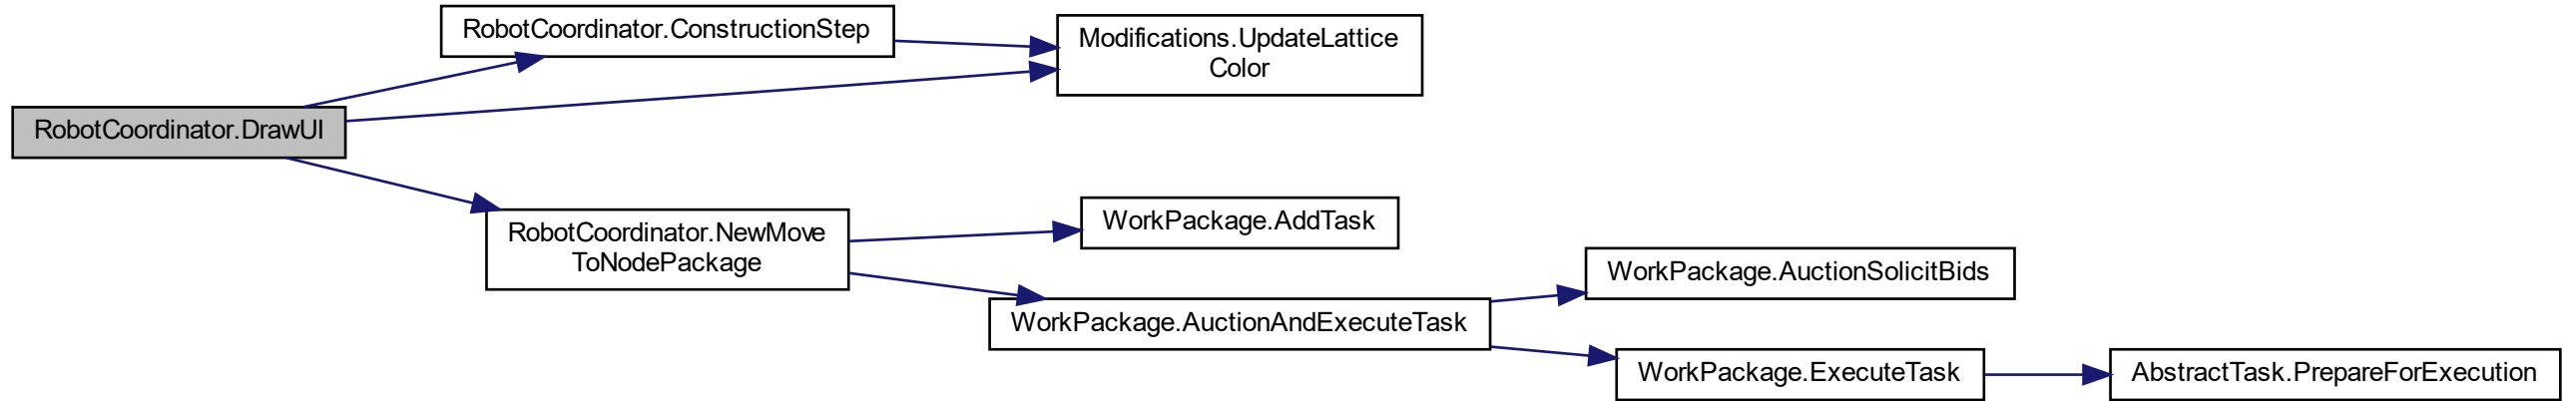 RobotCoordinator.DrawUI
RobotCoordinator.ConstructionStep
Modifications.UpdateLattice
Color
RobotCoordinator.NewMove
ToNodePackage
WorkPackage.AddTask
WorkPackage.AuctionAndExecuteTask
WorkPackage.AuctionSolicitBids
WorkPackage.ExecuteTask
AbstractTask.PrepareForExecution